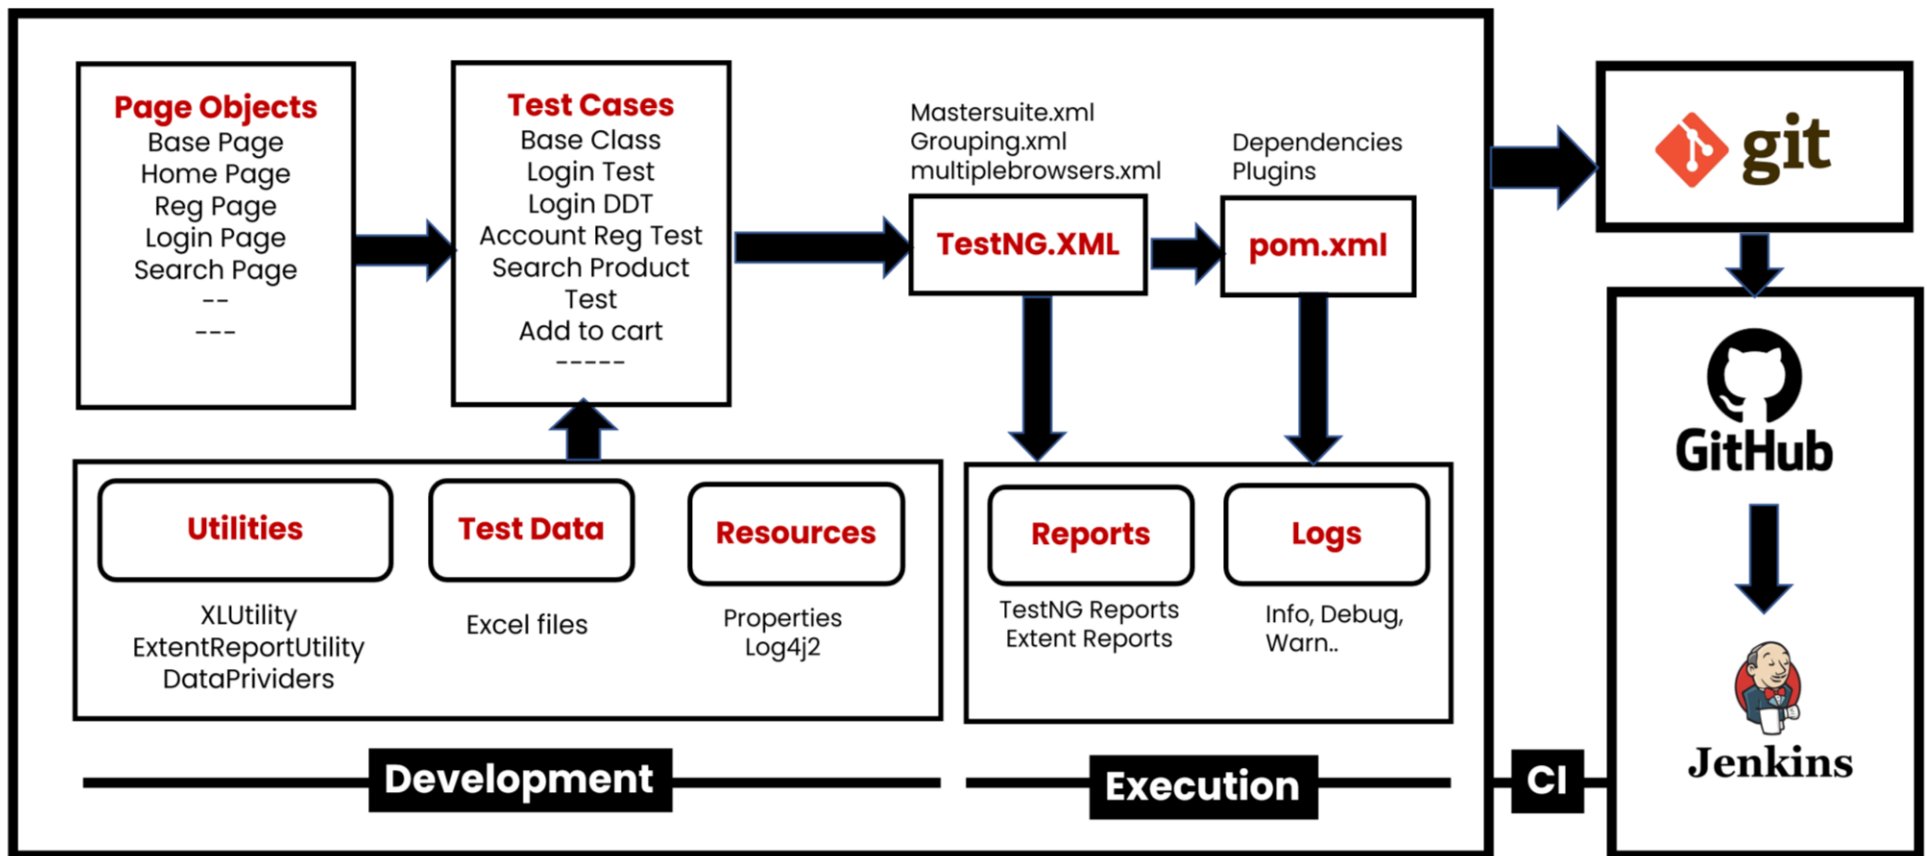 Page Objects
Base Page
Home Page
Reg Page
Login Page
Search Page
--
---
Test Cases
Base Class
Login Test
Login DDT
Account Reg Test
Search Product
Test
Add to cart
-----
Mastersuite.xml
Grouping.xml
multiplebrowsers.xml
TestNG.XML
Dependencies
Plugins
pom.xml
git
GitHub
Jenkins
Utilities
XLUtility
ExtentReportUtility
DataPrividers
Test Data
Excel files
Resources
Properties
Log4j2
Reports
TestNG Reports
Extent Reports
Logs
Info, Debug,
Warn..
Development
Execution
CI